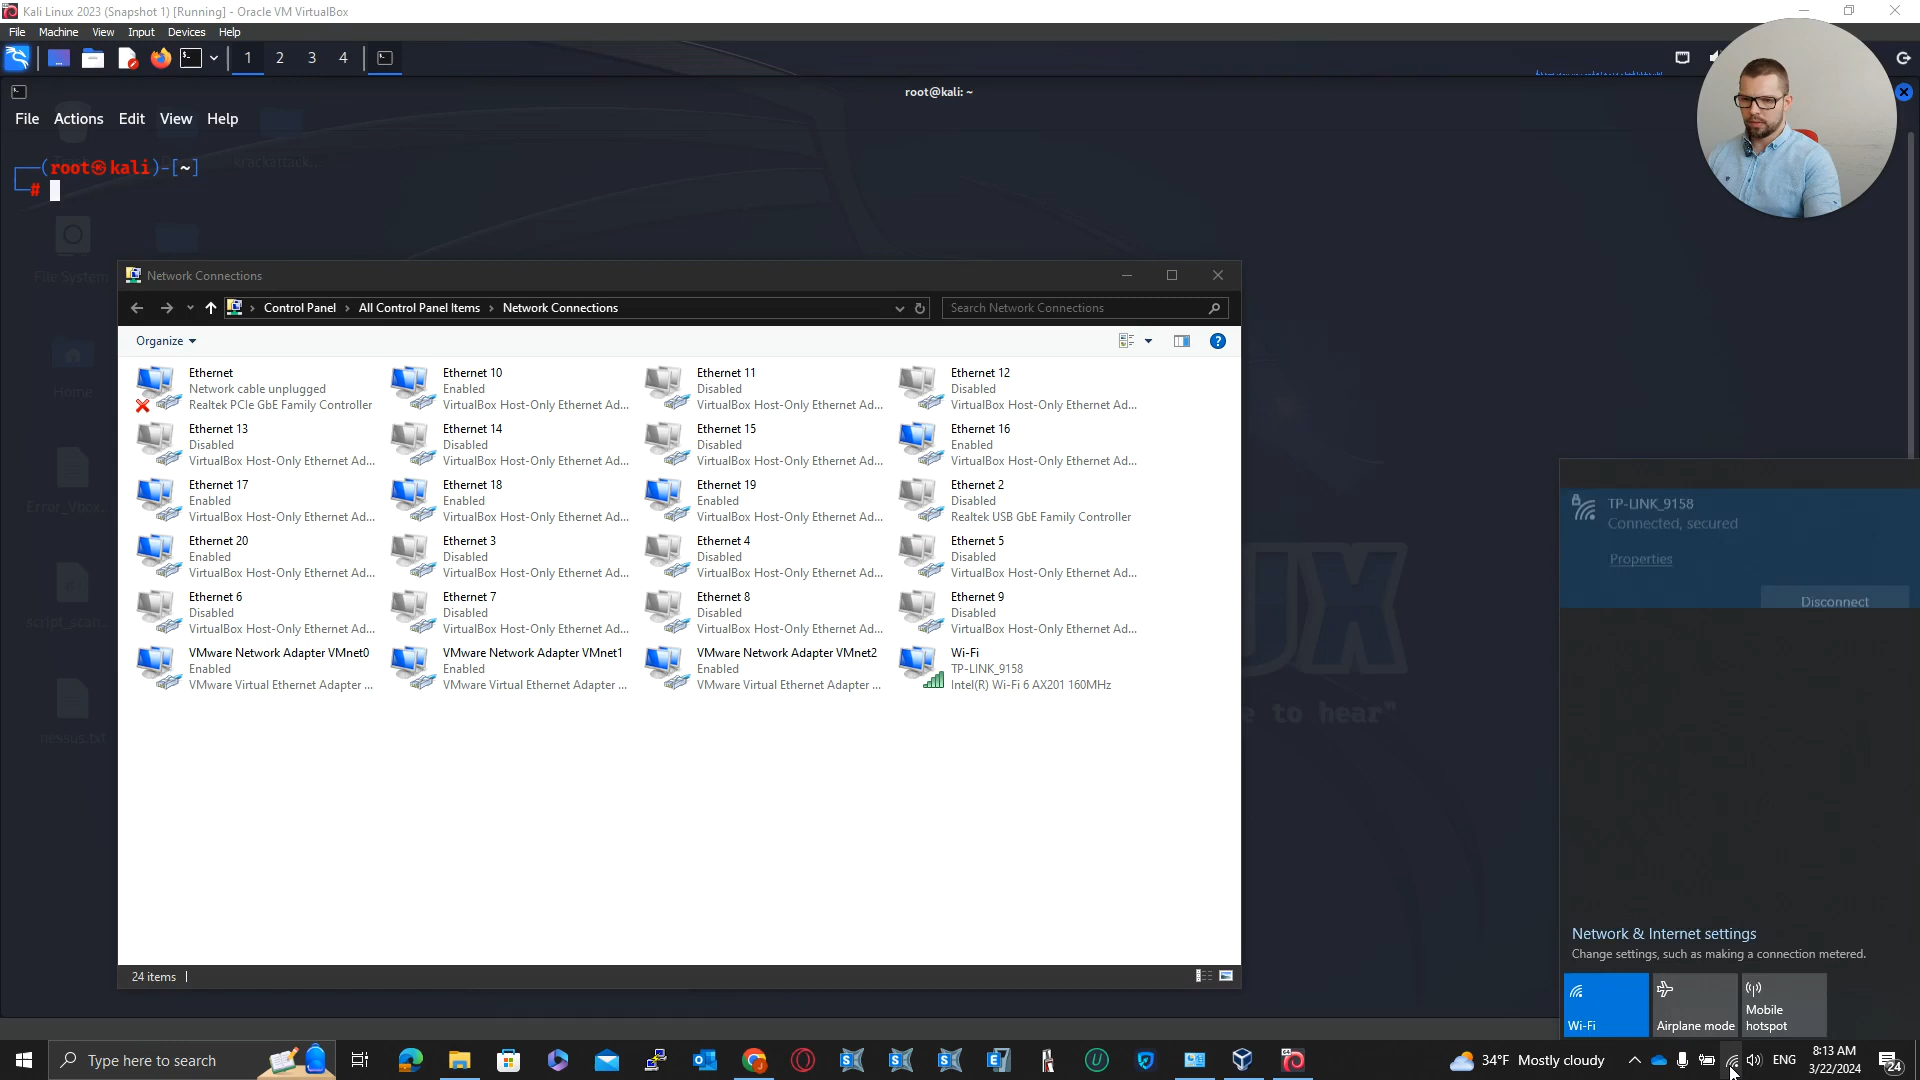 Kali Linux 2023 (Snapshot 1) [Running] - Oracle VM VirtualBox
File Machine View Input Devices Help
1 2 3 4
root@kali: ~
File Actions Edit View Help
(root㉿kali)-[~]
#
File System
Home
nessus.txt
Network Connections
Control Panel > All Control Panel Items > Network Connections
Search Network Connections
Organize
Ethernet
Network cable unplugged
Realtek PCIe GbE Family Controller
Ethernet 10
Enabled
VirtualBox Host-Only Ethernet Ad...
Ethernet 11
Disabled
VirtualBox Host-Only Ethernet Ad...
Ethernet 12
Disabled
VirtualBox Host-Only Ethernet Ad...
Ethernet 13
Disabled
VirtualBox Host-Only Ethernet Ad...
Ethernet 14
Disabled
VirtualBox Host-Only Ethernet Ad...
Ethernet 15
Disabled
VirtualBox Host-Only Ethernet Ad...
Ethernet 16
Enabled
VirtualBox Host-Only Ethernet Ad...
Ethernet 17
Enabled
VirtualBox Host-Only Ethernet Ad...
Ethernet 18
Enabled
VirtualBox Host-Only Ethernet Ad...
Ethernet 19
Enabled
VirtualBox Host-Only Ethernet Ad...
Ethernet 2
Disabled
Realtek USB GbE Family Controller
Ethernet 20
Enabled
VirtualBox Host-Only Ethernet Ad...
Ethernet 3
Disabled
VirtualBox Host-Only Ethernet Ad...
Ethernet 4
Disabled
VirtualBox Host-Only Ethernet Ad...
Ethernet 5
Disabled
VirtualBox Host-Only Ethernet Ad...
Ethernet 6
Disabled
VirtualBox Host-Only Ethernet Ad...
Ethernet 7
Disabled
VirtualBox Host-Only Ethernet Ad...
Ethernet 8
Disabled
VirtualBox Host-Only Ethernet Ad...
Ethernet 9
Disabled
VirtualBox Host-Only Ethernet Ad...
VMware Network Adapter VMnet0
Enabled
VMware Virtual Ethernet Adapter ...
VMware Network Adapter VMnet1
Enabled
VMware Virtual Ethernet Adapter ...
VMware Network Adapter VMnet2
Enabled
VMware Virtual Ethernet Adapter ...
Wi-Fi
TP-LINK_9158
Intel(R) Wi-Fi 6 AX201 160MHz
24 items
UX
e to hear"
TP-LINK_9158
Connected, secured
Properties
Disconnect
Network & Internet settings
Change settings, such as making a connection metered.
Wi-Fi
Airplane mode
Mobile hotspot
Type here to search
34°F Mostly cloudy
ENG
8:13 AM
3/22/2024
24